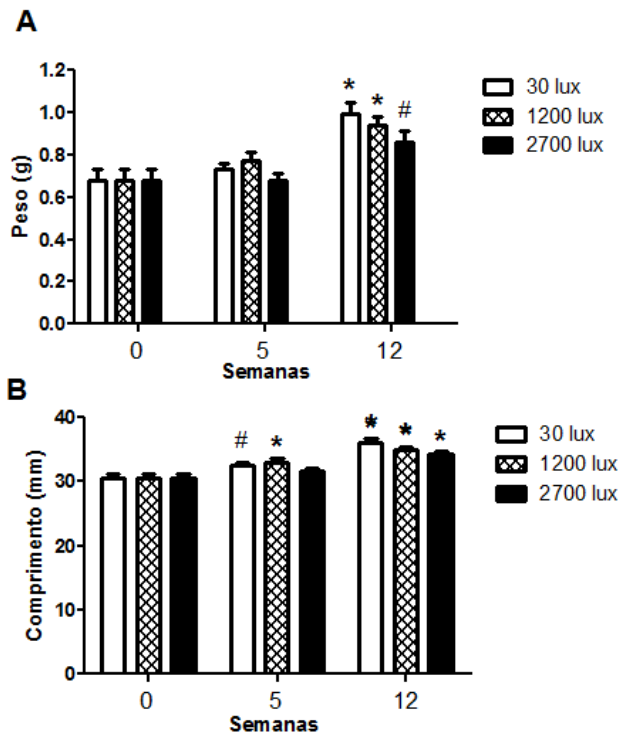 A
Peso (g)
1.2
1.0
0.8
0.6
0.4
0.2
0.0
* * #
0 5 12
Semanas
30 lux
1200 lux
2700 lux
B
Comprimento (mm)
40
30
20
10
0
# * * * *
0 5 12
Semanas
30 lux
1200 lux
2700 lux